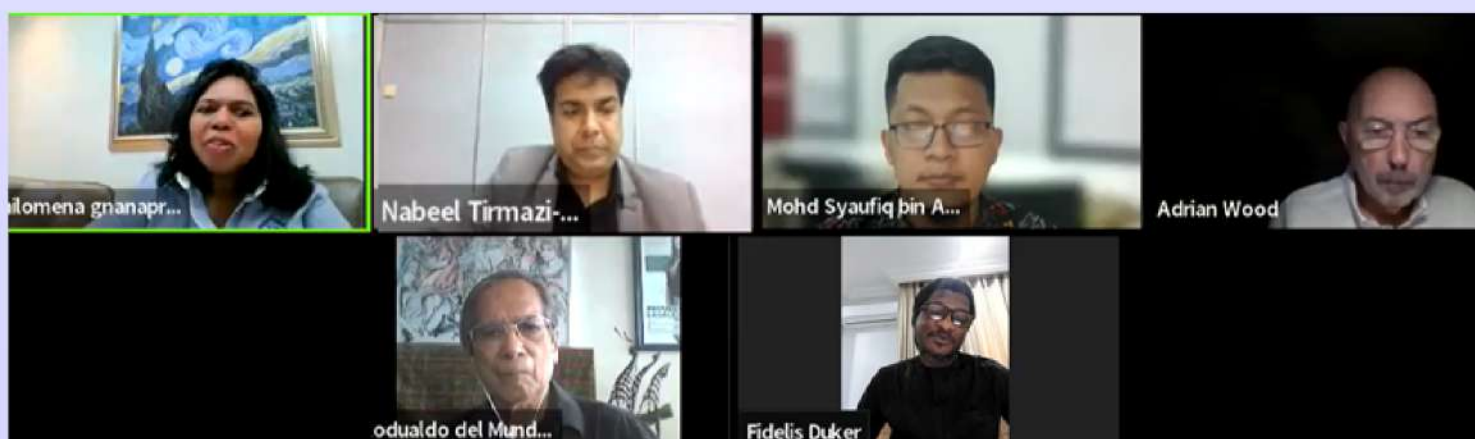 ilomena gnanapr...
Nabeel Tirmazi-...
Mohd Syaufiq bin A...
Adrian Wood
odualdo del Mund...
Fidelis Duker